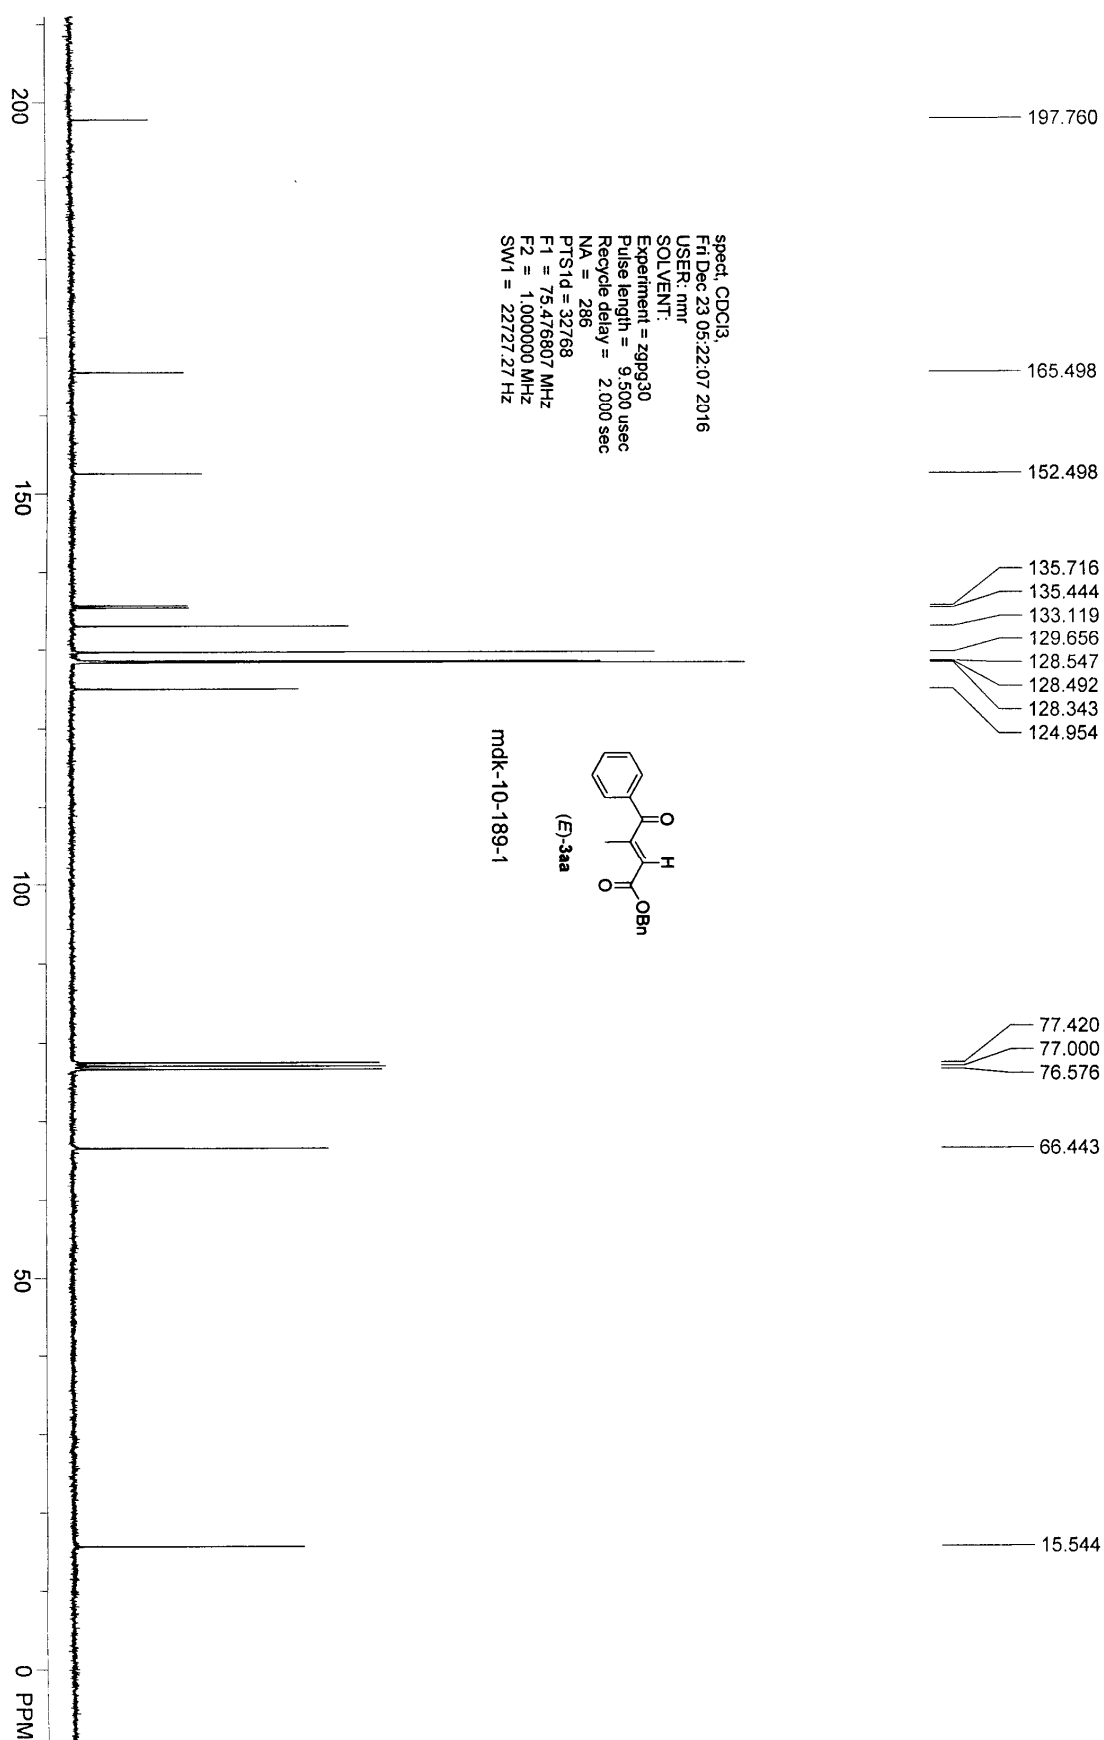 197.760
165.498
152.498
135.716
135.444
133.119
129.656
128.547
128.492
128.343
124.954
77.420
77.000
76.576
66.443
15.544
spect, CDCl3,
Fri Dec 23 05:22:07 2016
USER: nmr
SOLVENT:
Experiment = zgpg30
Pulse length = 9.500 usec
Recycle delay = 2.000 sec
NA = 286
PTS1d = 32768
F1 = 75.476807 MHz
F2 = 1.000000 MHz
SW1 = 22727.27 Hz
O
H
O
OBn
(E)-3aa
mdk-10-189-1
200
150
100
50
0 PPM